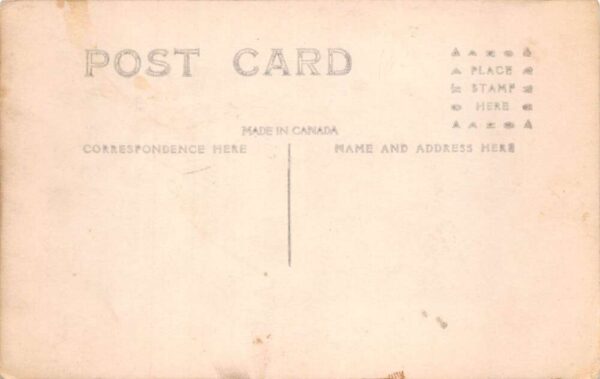 POST CARD
PLACE
STAMP
HERE
MADE IN CANADA
CORRESPONDENCE HERE
NAME AND ADDRESS HERE